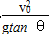 v₀²
gtan θ